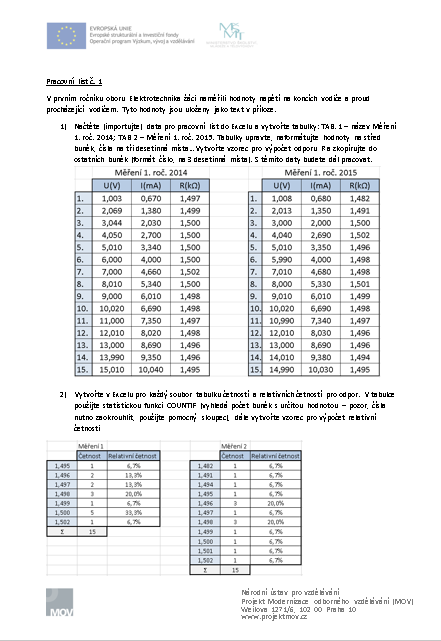 EVROPSKÁ UNIE
Evropské strukturální a investiční fondy
Operační program Výzkum, vývoj a vzdělávání
MŠMT
Pracovní list č. 1
V prvním ročníku oboru Elektrotechnika žáci naměřili hodnoty napětí na koncích vodiče a proud
procházející vodičem. Tyto hodnoty jsou uloženy jako text v příloze.
1) Načtěte (importujte) data pro pracovní list do Excelu a vytvořte tabulky: TAB. 1 – název Měření
1. roč. 2014; TAB 2 – Měření 1. roč. 2015. Tabulky upravte, naformátujte hodnoty na střed
buněk, čísla na tři desetinná místa... Vytvořte vzorec pro výpočet odporu R a zkopírujte do
ostatních buněk (formát číslo, na 3 desetinná místa). S těmito daty budete dál pracovat.
Měření 1. roč. 2014 Měření 1. roč. 2015
U(V) I(mA) R(kΩ) U(V) I(mA) R(kΩ)
1. 1,003 0,670 1,497 1. 1,008 0,680 1,482
2. 2,069 1,380 1,499 2. 2,013 1,350 1,491
3. 3,044 2,030 1,500 3. 3,000 2,000 1,500
4. 4,050 2,700 1,500 4. 4,040 2,690 1,502
5. 5,010 3,340 1,500 5. 5,010 3,350 1,496
6. 6,000 4,000 1,500 6. 5,990 4,000 1,498
7. 7,000 4,660 1,502 7. 7,010 4,680 1,498
8. 8,010 5,340 1,500 8. 8,000 5,330 1,501
9. 9,000 6,010 1,498 9. 9,010 6,010 1,499
10. 10,020 6,690 1,498 10. 10,020 6,690 1,498
11. 11,000 7,350 1,497 11. 10,990 7,340 1,497
12. 12,010 8,020 1,498 12. 12,010 8,030 1,496
13. 13,000 8,690 1,496 13. 13,000 8,690 1,496
14. 13,990 9,350 1,496 14. 14,010 9,380 1,494
15. 15,010 10,040 1,495 15. 14,990 10,030 1,495
2) Vytvořte v Excelu pro každý soubor tabulku četností a relativních četností pro odpor. V tabulce
použijte statistickou funkci COUNTIF (vyhledá počet buněk s určitou hodnotou – pozor, čísla
nutno zaokrouhlit, použijte pomocný sloupec), dále vytvořte vzorec pro výpočet relativní
četnosti
Měření 1 Měření 2
Četnost Relativní četnost Četnost Relativní četnost
1,495 1 6,7% 1,482 1 6,7%
1,496 2 13,3% 1,491 1 6,7%
1,497 2 13,3% 1,494 1 6,7%
1,498 3 20,0% 1,495 1 6,7%
1,499 1 6,7% 1,496 3 20,0%
1,500 5 33,3% 1,497 1 6,7%
1,502 1 6,7% 1,498 3 20,0%
Σ 15 1,499 1 6,7%
1,500 1 6,7%
1,501 1 6,7%
1,502 1 6,7%
Σ 15
MOV
Národní ústav pro vzdělávání
Projekt Modernizace odborného vzdělávání (MOV)
Weilova 1271/6, 102 00 Praha 10
www.projektmov.cz